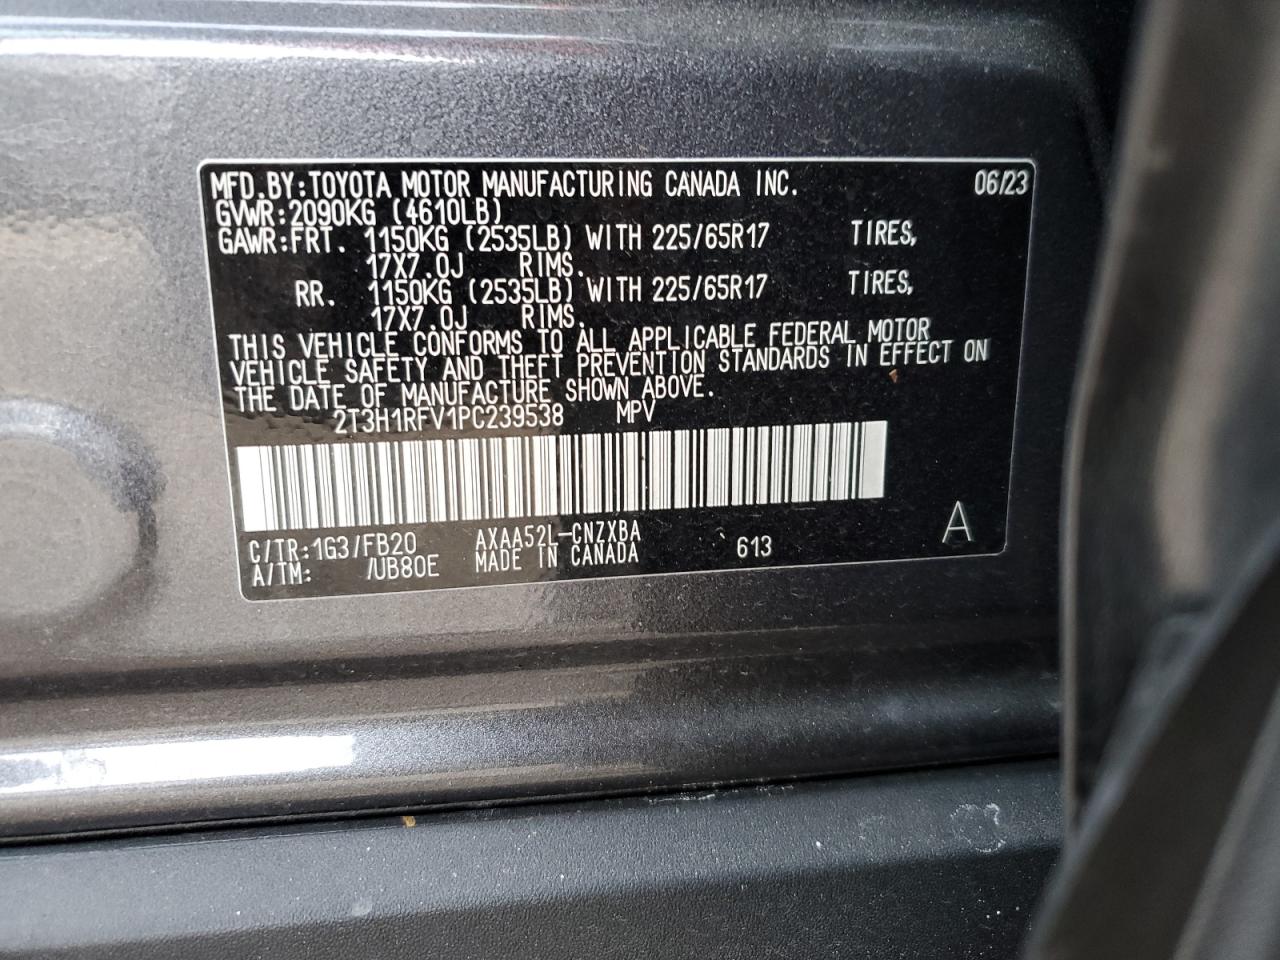 MFD.BY:TOYOTA MOTOR MANUFACTURING CANADA INC. 06/23
GVWR:2090KG (4610LB)
GAWR:FRT. 1150KG (2535LB) WITH 225/65R17 TIRES,
17X7.0J RIMS.
RR. 1150KG (2535LB) WITH 225/65R17 TIRES,
17X7.0J RIMS.
THIS VEHICLE CONFORMS TO ALL APPLICABLE FEDERAL MOTOR
VEHICLE SAFETY AND THEFT PREVENTION STANDARDS IN EFFECT ON
THE DATE OF MANUFACTURE SHOWN ABOVE.
2T3H1RFV1PC239538 MPV
C/TR:1G3/FB20 AXAA52L-CNZXBA 613 A
A/TM: /UB80E MADE IN CANADA